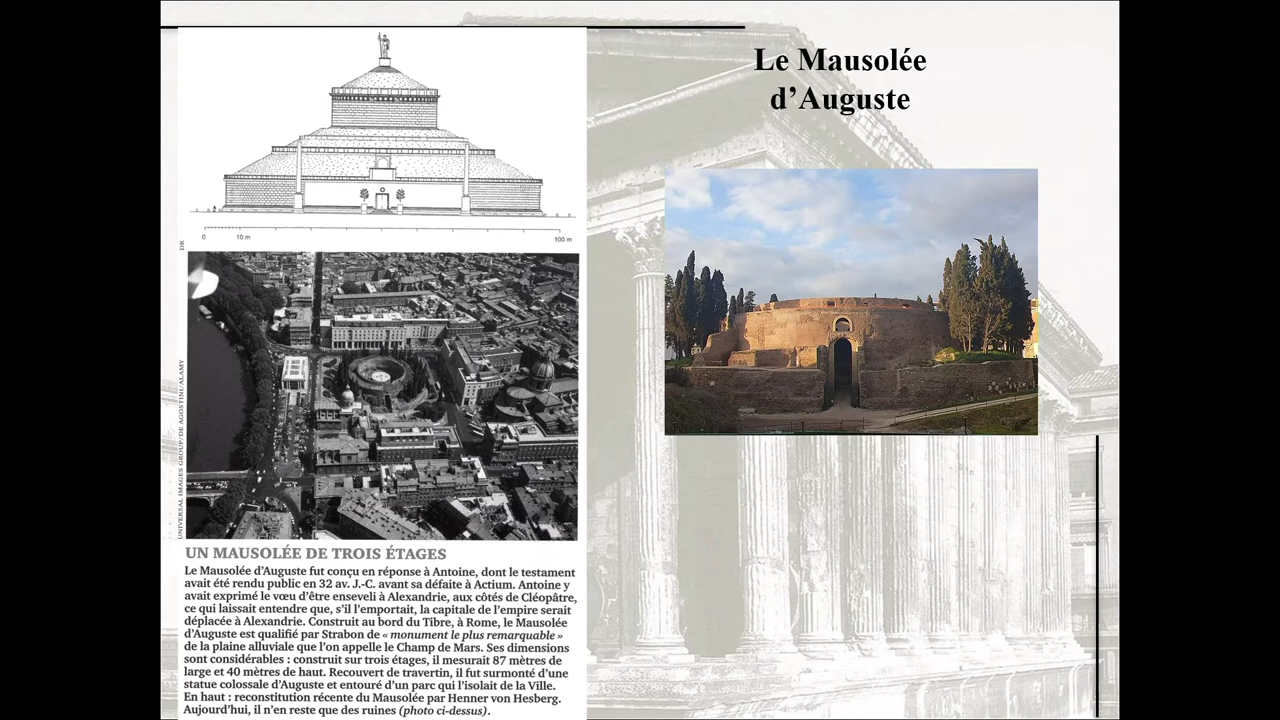 Le Mausolée
d’Auguste
0 10 m 100 m
DR
UNIVERSAL IMAGES GROUP/DE AGOSTINI/ALAMY
UN MAUSOLÉE DE TROIS ÉTAGES
Le Mausolée d’Auguste fut conçu en réponse à Antoine, dont le testament
avait été rendu public en 32 av. J.-C. avant sa défaite à Actium. Antoine y
avait exprimé le vœu d’être enseveli à Alexandrie, aux côtés de Cléopâtre,
ce qui laissait entendre que, s’il l’emportait, la capitale de l’empire serait
déplacée à Alexandrie. Construit au bord du Tibre, à Rome, le Mausolée
d’Auguste est qualifié par Strabon de « monument le plus remarquable »
de la plaine alluviale que l’on appelle le Champ de Mars. Ses dimensions
sont considérables : construit sur trois étages, il mesurait 87 mètres de
large et 40 mètres de haut. Recouvert de travertin, il fut surmonté d’une
statue colossale d’Auguste et entouré d’un parc qui l’isolait de la Ville.
En haut : reconstitution récente du Mausolée par Henner von Hesberg.
Aujourd’hui, il n’en reste que des ruines (photo ci-dessus).